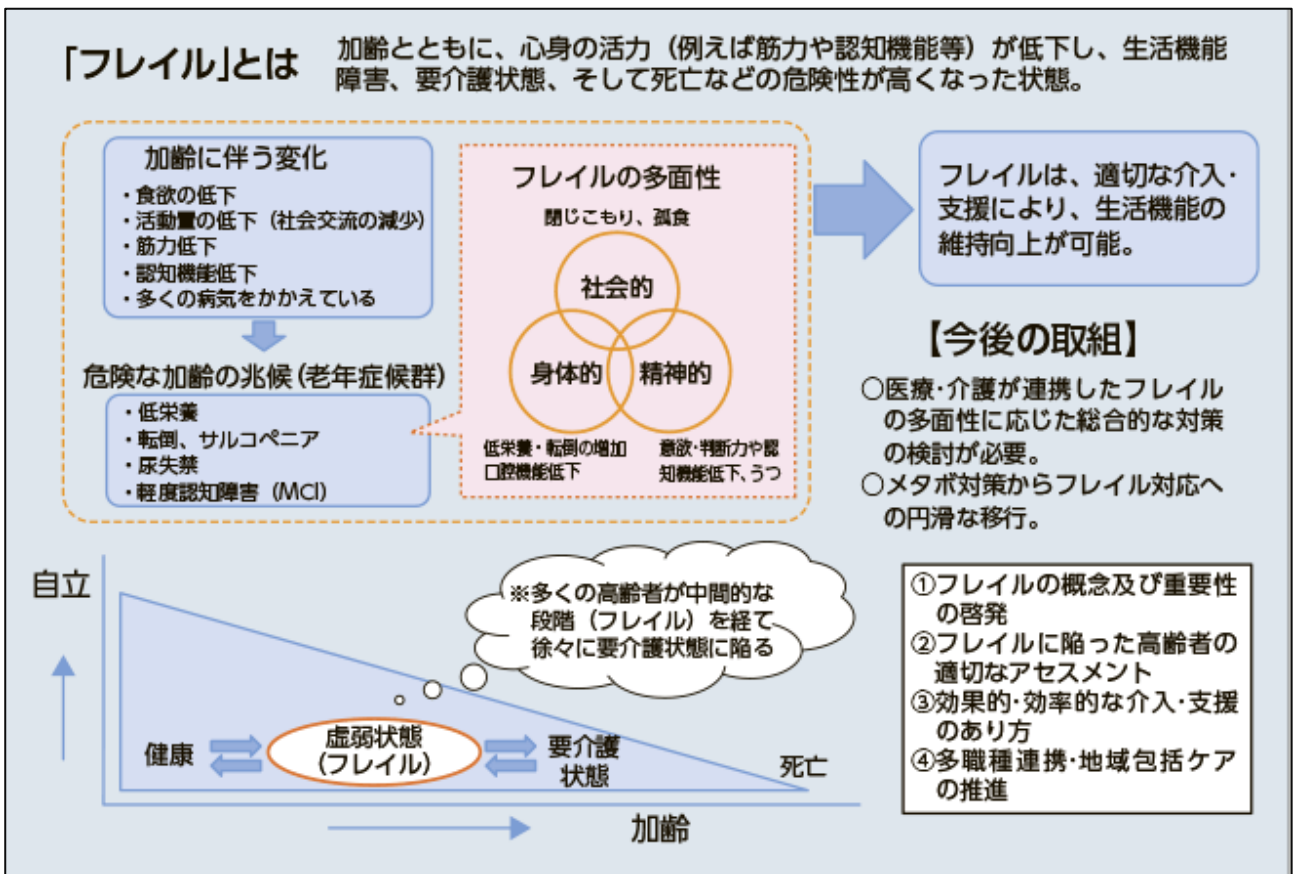 「フレイル」とは
加齢とともに、心身の活力（例えば筋力や認知機能等）が低下し、生活機能
障害、要介護状態、そして死亡などの危険性が高くなった状態。
加齢に伴う変化
・食欲の低下
・活動量の低下（社会交流の減少）
・筋力低下
・認知機能低下
・多くの病気をかかえている
危険な加齢の兆候（老年症候群）
・低栄養
・転倒、サルコペニア
・尿失禁
・軽度認知障害（MCI）
フレイルの多面性
閉じこもり、孤食
社会的
身体的
精神的
低栄養・転倒の増加
口腔機能低下
意欲・判断力や認
知機能低下、うつ
フレイルは、適切な介入・
支援により、生活機能の
維持向上が可能。
【今後の取組】
○医療・介護が連携したフレイル
の多面性に応じた総合的な対策
の検討が必要。
○メタボ対策からフレイル対応へ
の円滑な移行。
①フレイルの概念及び重要性
の啓発
②フレイルに陥った高齢者の
適切なアセスメント
③効果的・効率的な介入・支援
のあり方
④多職種連携・地域包括ケア
の推進
自立
※多くの高齢者が中間的な
段階（フレイル）を経て
徐々に要介護状態に陥る
健康
虚弱状態
（フレイル）
要介護
状態
死亡
加齢